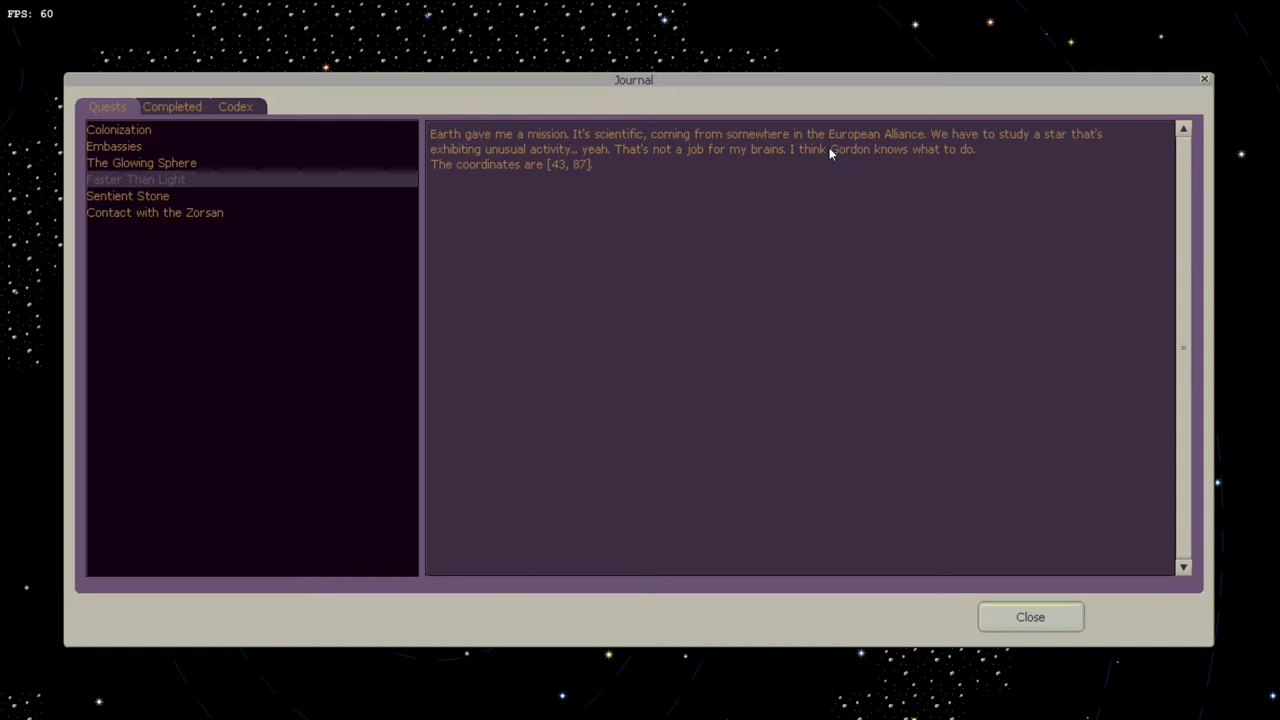 FPS: 60
Journal
Quests Completed Codex
Colonization
Embassies
The Glowing Sphere
Faster Than Light
Sentient Stone
Contact with the Zorsan
Earth gave me a mission. It's scientific, coming from somewhere in the European Alliance. We have to study a star that's
exhibiting unusual activity... yeah. That's not a job for my brains. I think Gordon knows what to do.
The coordinates are [43, 87].
Close